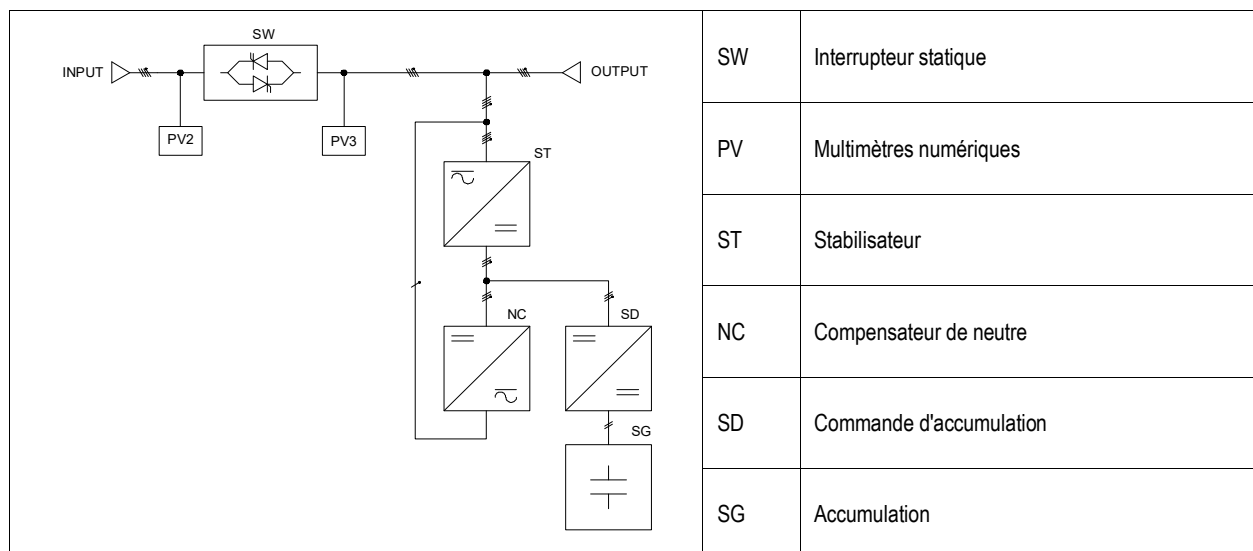 SW
INPUT
OUTPUT
PV2
PV3
ST
NC
SD
SG
SW Interrupteur statique
PV Multimètres numériques
ST Stabilisateur
NC Compensateur de neutre
SD Commande d'accumulation
SG Accumulation